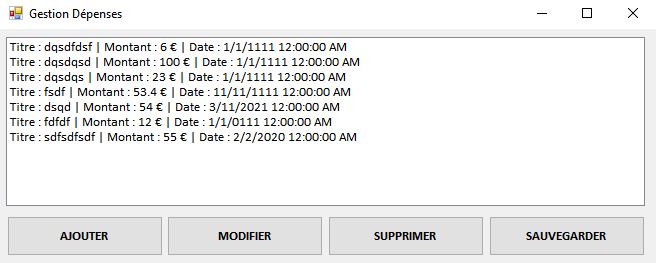 Gestion Dépenses
Titre : dqsdfdsf | Montant : 6 € | Date : 1/1/1111 12:00:00 AM
Titre : dqsdqsd | Montant : 100 € | Date : 1/1/1111 12:00:00 AM
Titre : dqsdqs | Montant : 23 € | Date : 1/1/1111 12:00:00 AM
Titre : fsdf | Montant : 53.4 € | Date : 11/11/1111 12:00:00 AM
Titre : dsqd | Montant : 54 € | Date : 3/11/2021 12:00:00 AM
Titre : fdfdf | Montant : 12 € | Date : 1/1/0111 12:00:00 AM
Titre : sdfsdfsdf | Montant : 55 € | Date : 2/2/2020 12:00:00 AM
AJOUTER MODIFIER SUPPRIMER SAUVEGARDER